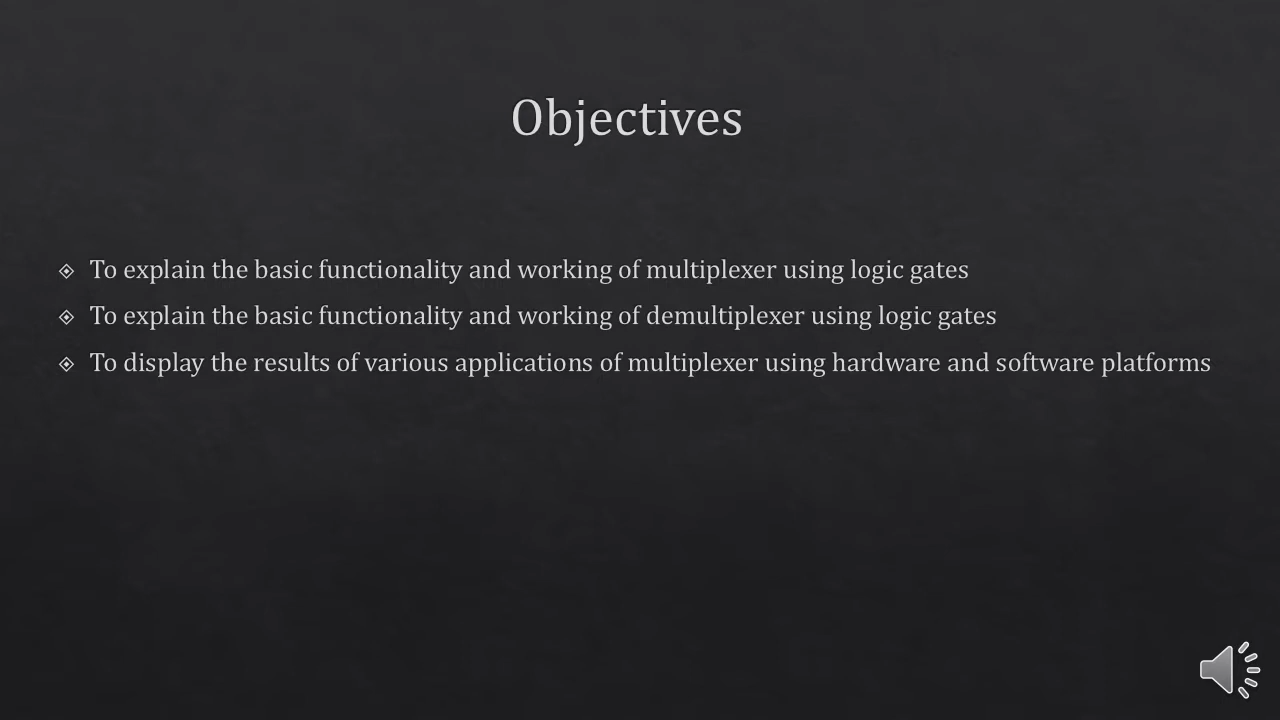 Objectives
To explain the basic functionality and working of multiplexer using logic gates
To explain the basic functionality and working of demultiplexer using logic gates
To display the results of various applications of multiplexer using hardware and software platforms